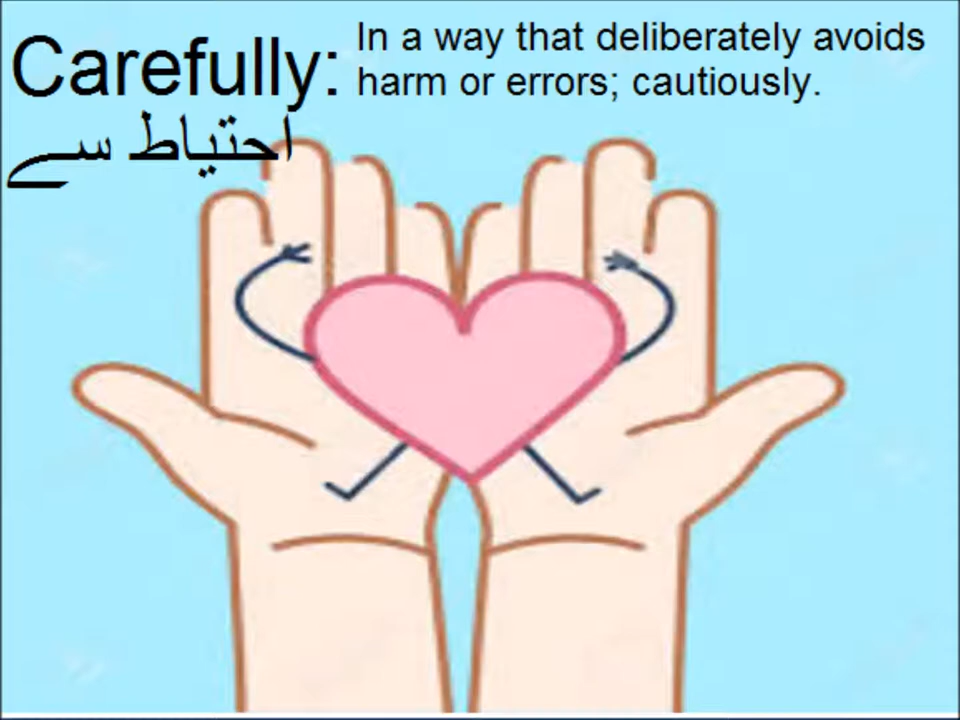 Carefully:
In a way that deliberately avoids
harm or errors; cautiously.
احتیاط سے